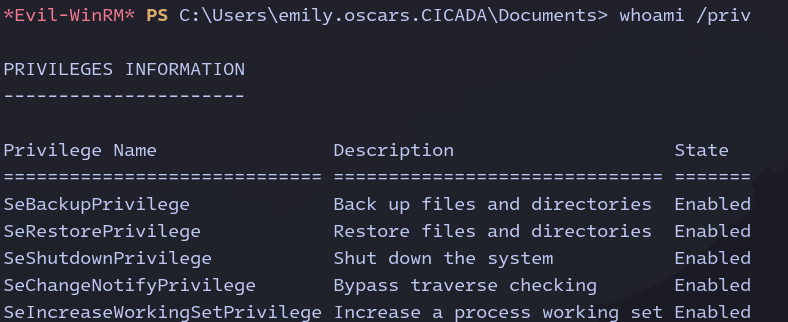 *Evil-WinRM* PS C:\Users\emily.oscars.CICADA\Documents> whoami /priv
PRIVILEGES INFORMATION
----------------------
Privilege Name                Description                    State
============================= ============================== =======
SeBackupPrivilege             Back up files and directories  Enabled
SeRestorePrivilege            Restore files and directories  Enabled
SeShutdownPrivilege           Shut down the system           Enabled
SeChangeNotifyPrivilege       Bypass traverse checking       Enabled
SeIncreaseWorkingSetPrivilege Increase a process working set Enabled